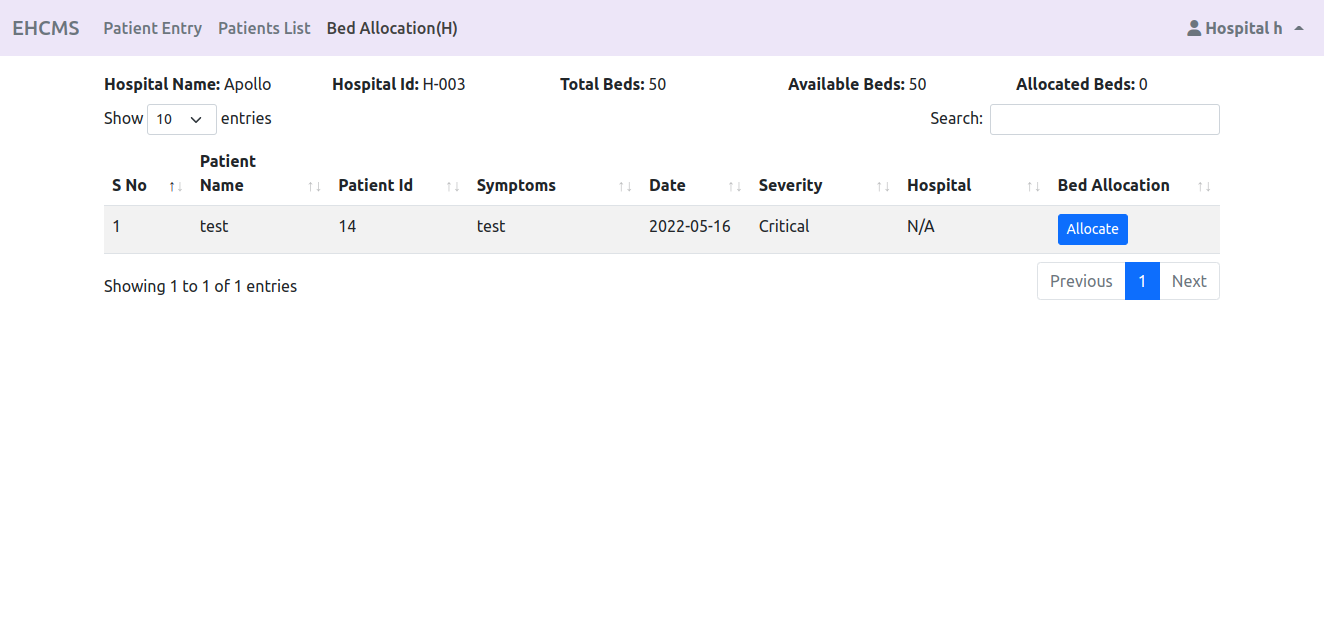 EHCMS Patient Entry Patients List Bed Allocation(H) Hospital h
Hospital Name: Apollo Hospital Id: H-003 Total Beds: 50 Available Beds: 50 Allocated Beds: 0
Show 10 entries Search:
S No Patient Name Patient Id Symptoms Date Severity Hospital Bed Allocation
1 test 14 test 2022-05-16 Critical N/A Allocate
Showing 1 to 1 of 1 entries Previous 1 Next